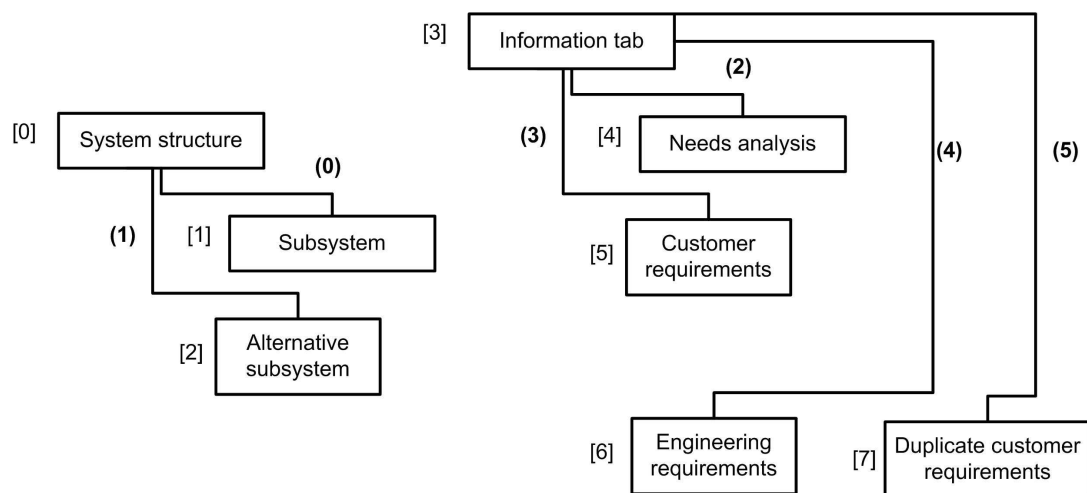 [3] Information tab
(2)
[0] System structure
(3) [4] Needs analysis
(4) (5)
(0)
(1) [1] Subsystem
[5] Customer
requirements
[2] Alternative
subsystem
[6] Engineering
requirements
[7] Duplicate customer
requirements